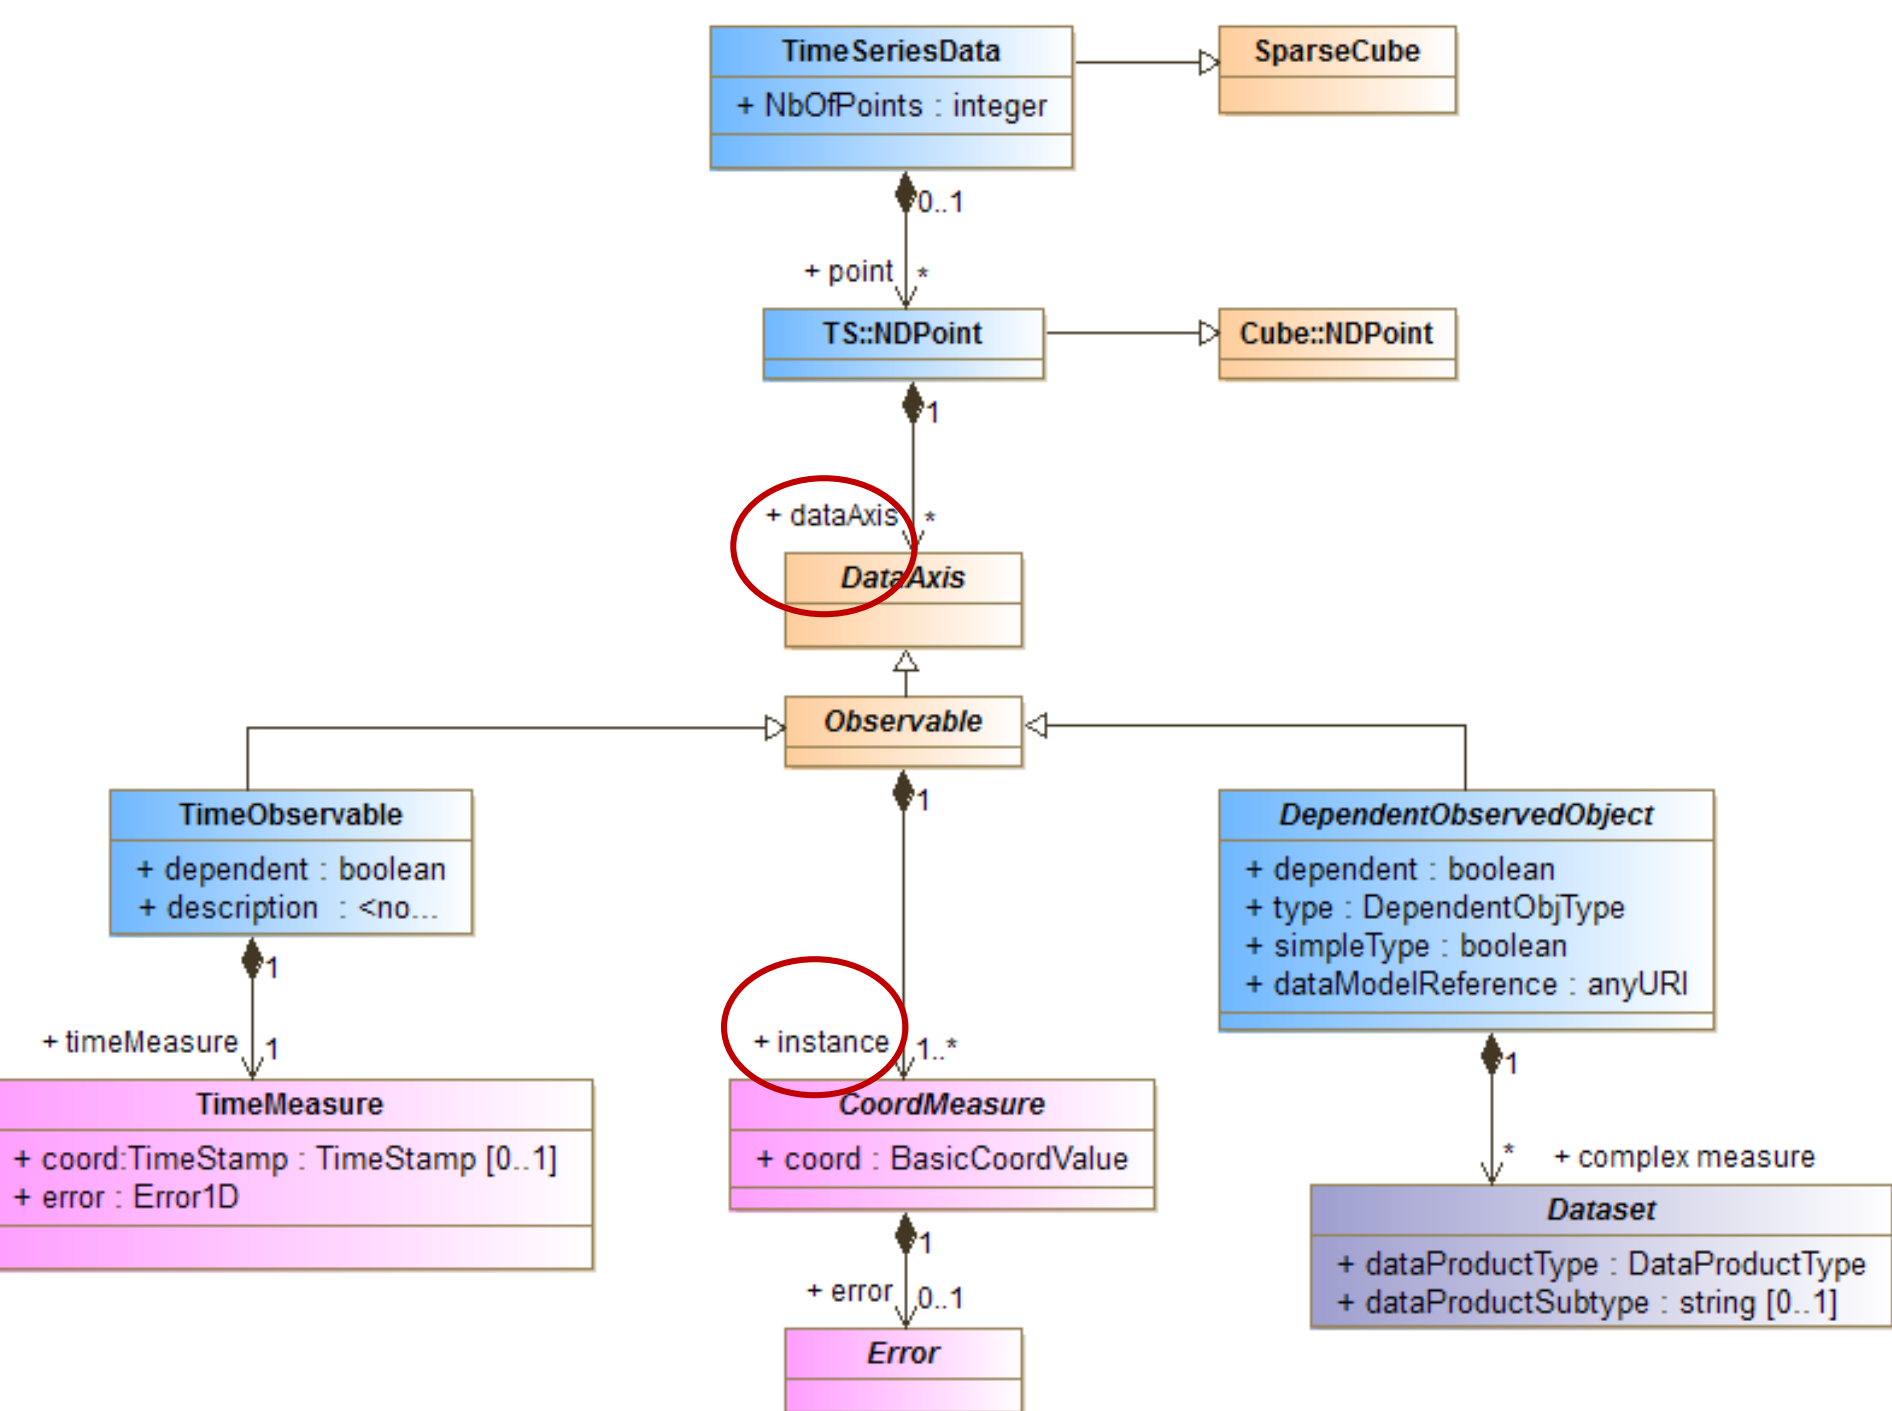 TimeSeriesData
+ NbOfPoints : integer
SparseCube
0..1
+ point
*
TS::NDPoint
Cube::NDPoint
1
+ dataAxis
*
DataAxis
Observable
TimeObservable
+ dependent : boolean
+ description : <no...
1
+ timeMeasure
1
TimeMeasure
+ coord:TimeStamp : TimeStamp [0..1]
+ error : Error1D
1
+ instance
1..*
CoordMeasure
+ coord : BasicCoordValue
1
+ error
0..1
Error
DependentObservedObject
+ dependent : boolean
+ type : DependentObjType
+ simpleType : boolean
+ dataModelReference : anyURI
1
*
+ complex measure
Dataset
+ dataProductType : DataProductType
+ dataProductSubtype : string [0..1]